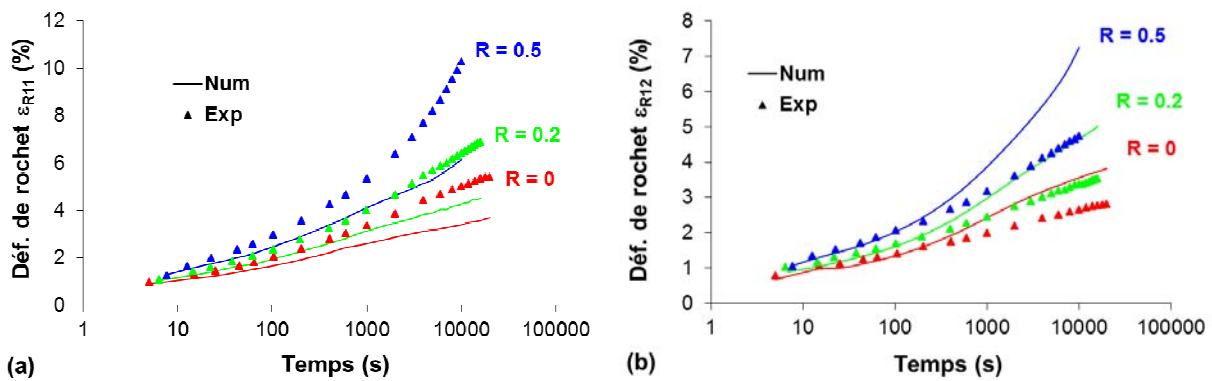 Déf. de rochet εR11 (%)
12
10
8
6
4
2
0
1
10
100
1000
10000
100000
Temps (s)
Num
Exp
R = 0.5
R = 0.2
R = 0
(a)
Déf. de rochet εR12 (%)
8
7
6
5
4
3
2
1
0
1
10
100
1000
10000
100000
Temps (s)
Num
Exp
R = 0.5
R = 0.2
R = 0
(b)